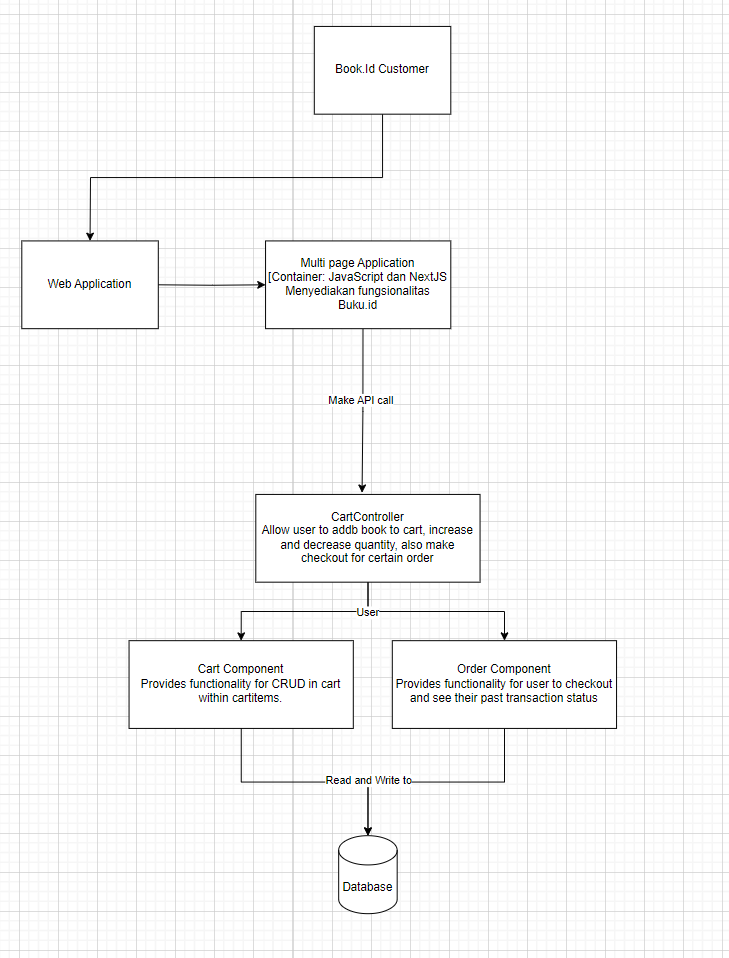 Book.Id Customer
Web Application
Multi page Application
[Container: JavaScript dan NextJS
Menyediakan fungsionalitas
Buku.id
Make API call
CartController
Allow user to addb book to cart, increase
and decrease quantity, also make
checkout for certain order
User
Cart Component
Provides functionality for CRUD in cart
within cartitems.
Order Component
Provides functionality for user to checkout
and see their past transaction status
Read and Write to
Database